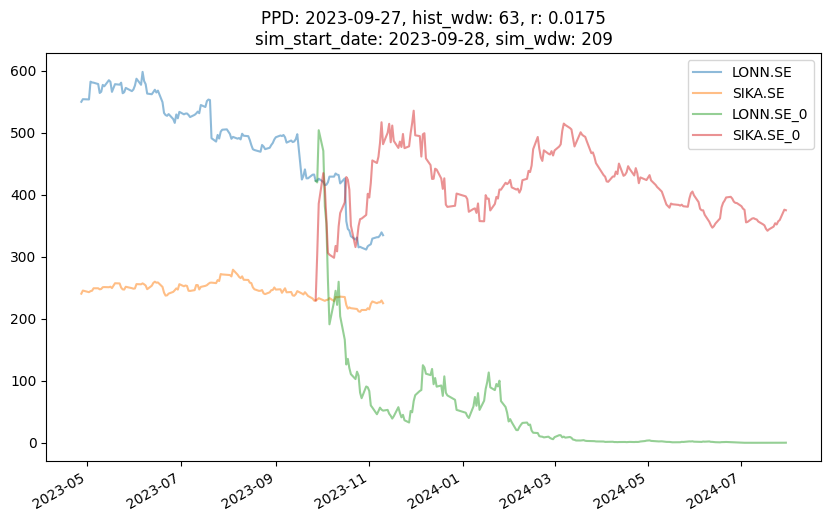 PPD: 2023-09-27, hist_wdw: 63, r: 0.0175
sim_start_date: 2023-09-28, sim_wdw: 209
LONN.SE
SIKA.SE
LONN.SE_0
SIKA.SE_0
600
500
400
300
200
100
0
2023-05
2023-07
2023-09
2023-11
2024-01
2024-03
2024-05
2024-07